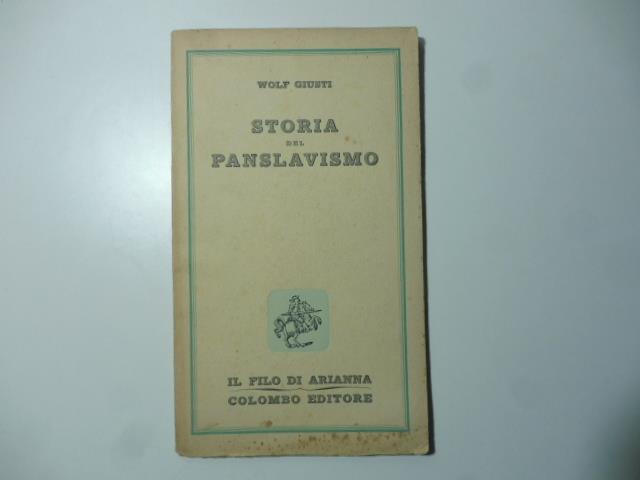 WOLF GIUSTI
STORIA
DEL
PANSLAVISMO
IL FILO DI ARIANNA
COLOMBO EDITORE